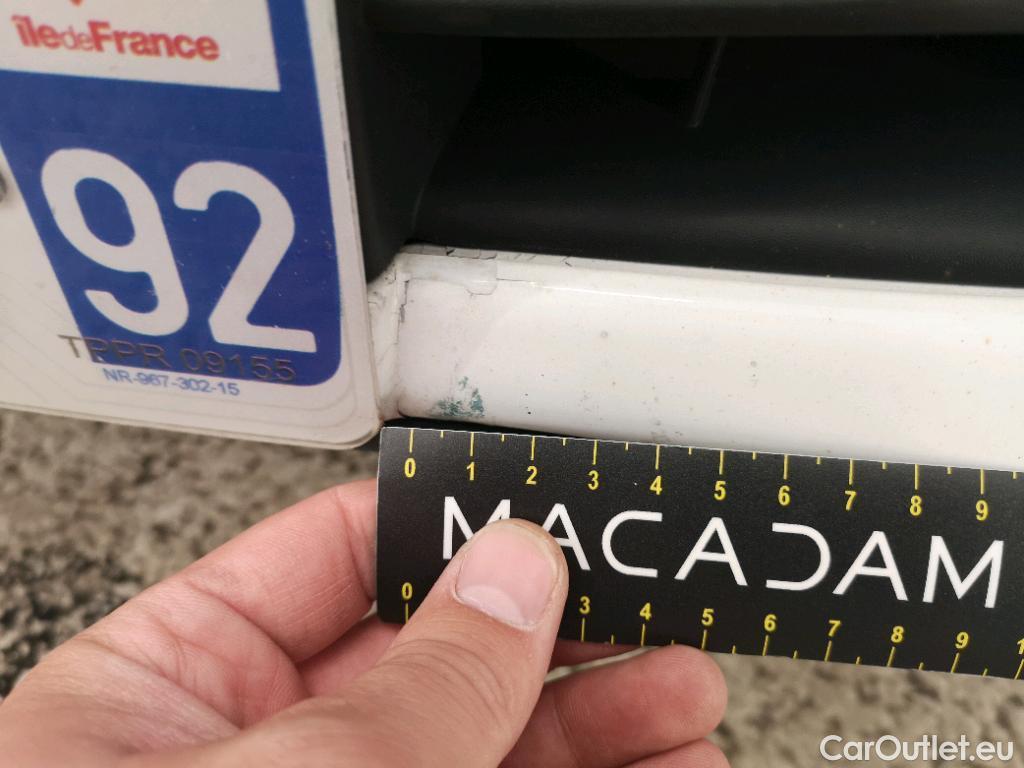 îledeFrance
92
TPPR 09155
NR-967-302-15
0 1 2 3 4 5 6 7 8 9
MACADAM
0 3 4 5 6 7 8 9 1
CarOutlet.eu